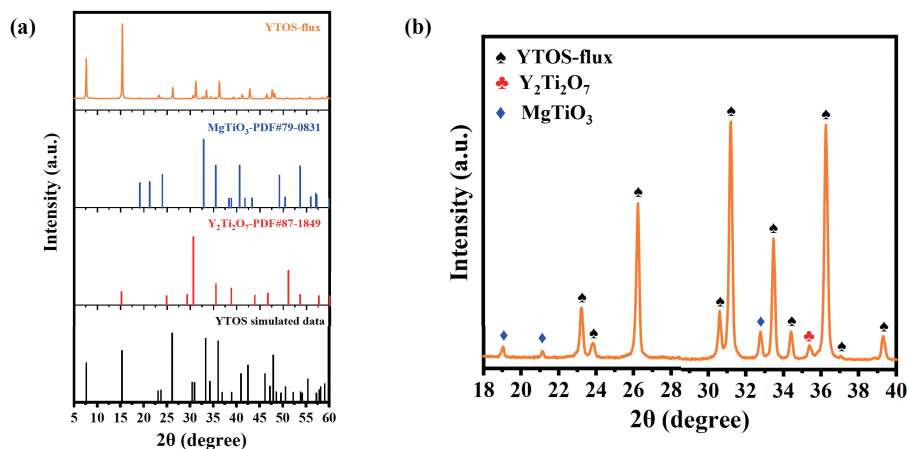 (a)
YTOS-flux
MgTiO₃-PDF#79-0831
Y₂Ti₂O₇-PDF#87-1849
YTOS simulated data
Intensity (a.u.)
5 10 15 20 25 30 35 40 45 50 55 60
2θ (degree)
(b)
♠ YTOS-flux
♣ Y₂Ti₂O₇
♦ MgTiO₃
Intensity (a.u.)
18 20 22 24 26 28 30 32 34 36 38 40
2θ (degree)